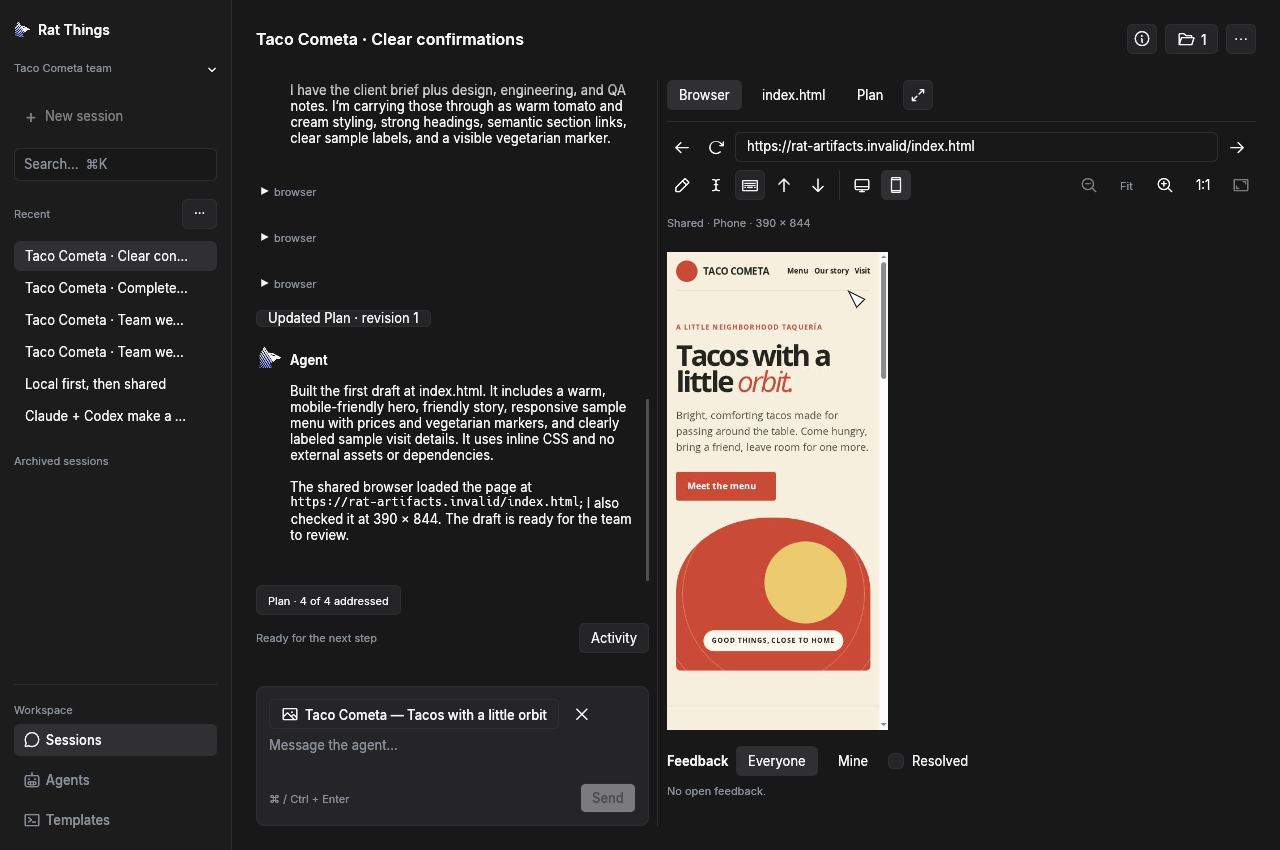 Rat Things
Taco Cometa team
+ New session
Search... ⌘K
Recent
...
Taco Cometa · Clear con...
Taco Cometa · Complete...
Taco Cometa · Team we...
Taco Cometa · Team we...
Local first, then shared
Claude + Codex make a ...
Archived sessions
Workspace
Sessions
Agents
Templates
Taco Cometa · Clear confirmations
1
...
I have the client brief plus design, engineering, and QA
notes. I’m carrying those through as warm tomato and
cream styling, strong headings, semantic section links,
clear sample labels, and a visible vegetarian marker.
browser
browser
browser
Updated Plan · revision 1
Agent
Built the first draft at index.html. It includes a warm,
mobile-friendly hero, friendly story, responsive sample
menu with prices and vegetarian markers, and clearly
labeled sample visit details. It uses inline CSS and no
external assets or dependencies.
The shared browser loaded the page at
https://rat-artifacts.invalid/index.html; I also
checked it at 390 × 844. The draft is ready for the team
to review.
Plan · 4 of 4 addressed
Ready for the next step
Activity
Taco Cometa — Tacos with a little orbit
Message the agent...
⌘ / Ctrl + Enter
Send
Browser
index.html
Plan
https://rat-artifacts.invalid/index.html
Fit
1:1
Shared · Phone · 390 × 844
TACO COMETA
Menu Our story Visit
A LITTLE NEIGHBORHOOD TAQUERÍA
Tacos with a
little orbit.
Bright, comforting tacos made for
passing around the table. Come hungry,
bring a friend, leave room for one more.
Meet the menu
GOOD THINGS, CLOSE TO HOME
Feedback
Everyone
Mine
Resolved
No open feedback.